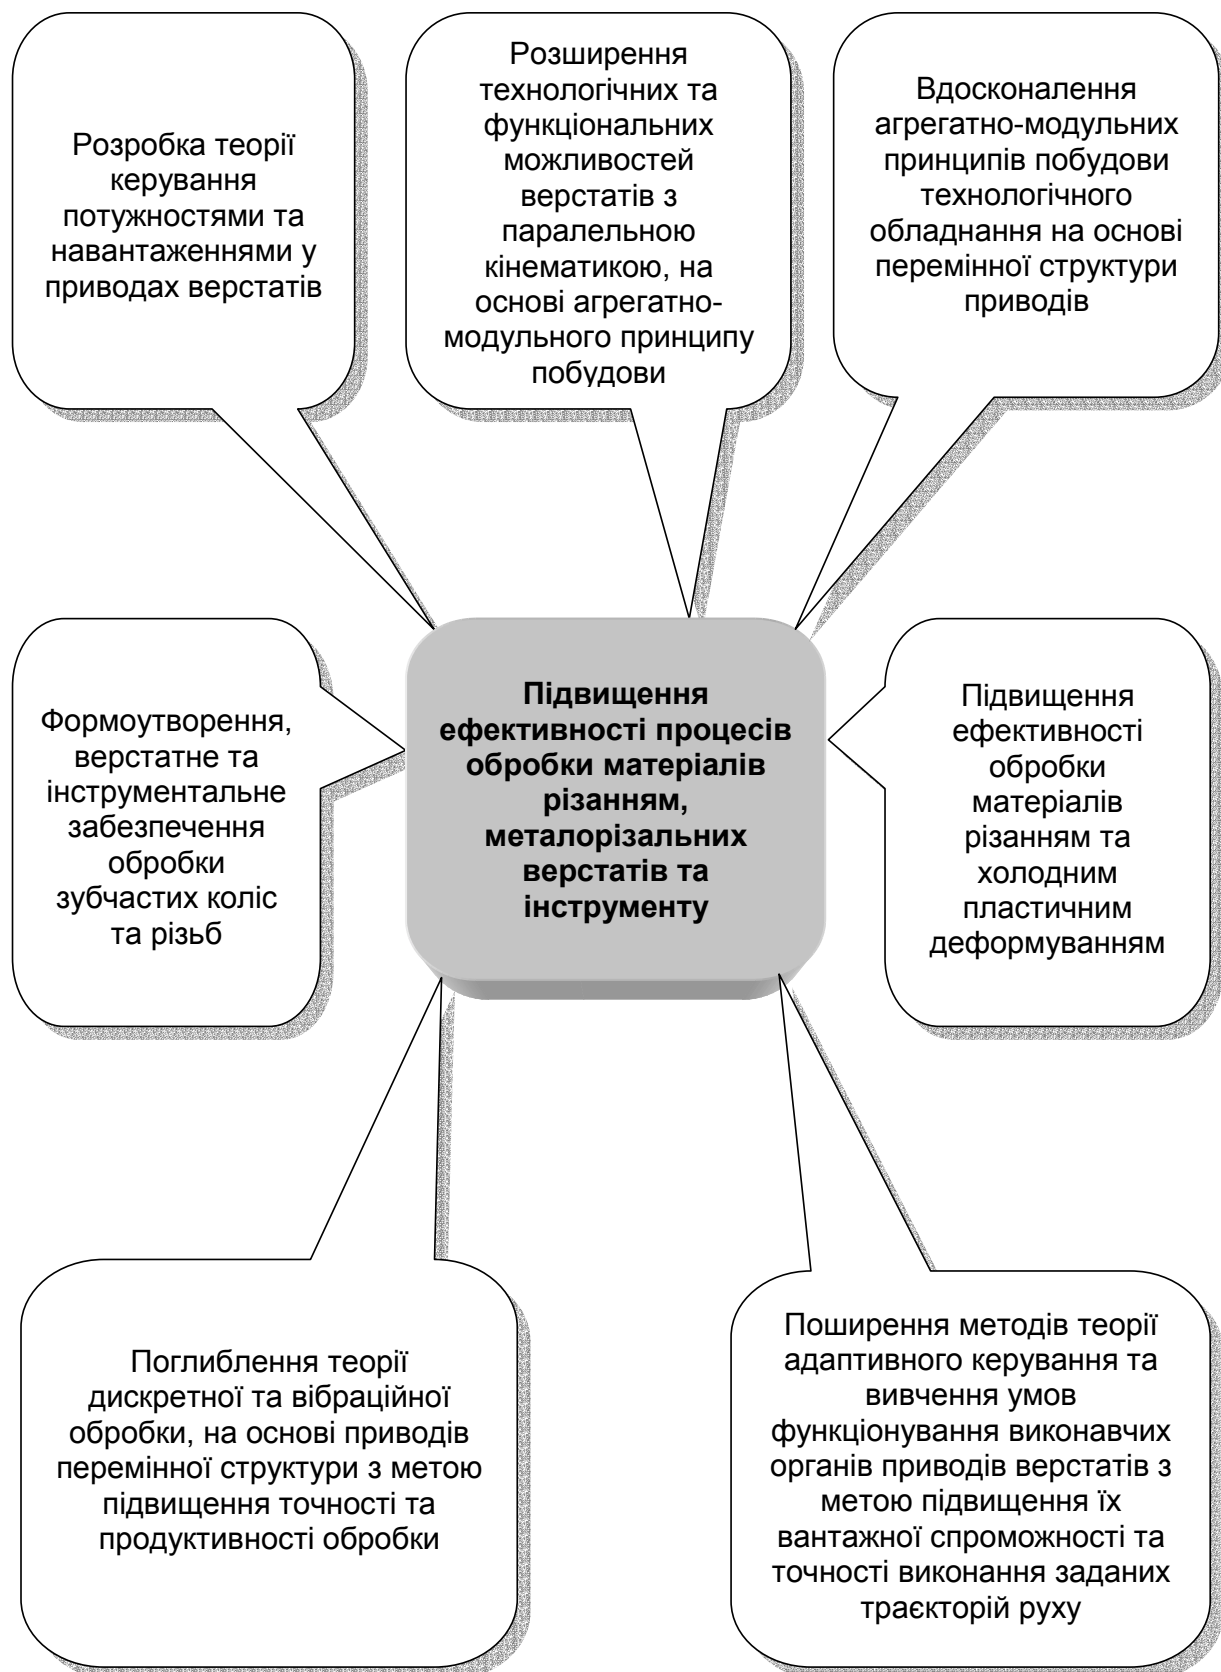 Розробка теорії
керування
потужностями та
навантаженнями у
приводах верстатів
Розширення
технологічних та
функціональних
можливостей
верстатів з
паралельною
кінематикою, на
основі агрегатно-
модульного принципу
побудови
Вдосконалення
агрегатно-модульних
принципів побудови
технологічного
обладнання на основі
перемінної структури
приводів
Формоутворення,
верстатне та
інструментальне
забезпечення
обробки
зубчастих коліс
та різьб
Підвищення
ефективності процесів
обробки матеріалів
різанням,
металорізальних
верстатів та
інструменту
Підвищення
ефективності
обробки
матеріалів
різанням та
холодним
пластичним
деформуванням
Поглиблення теорії
дискретної та вібраційної
обробки, на основі приводів
перемінної структури з метою
підвищення точності та
продуктивності обробки
Поширення методів теорії
адаптивного керування та
вивчення умов
функціонування виконавчих
органів приводів верстатів з
метою підвищення їх
вантажної спроможності та
точності виконання заданих
траєкторій руху